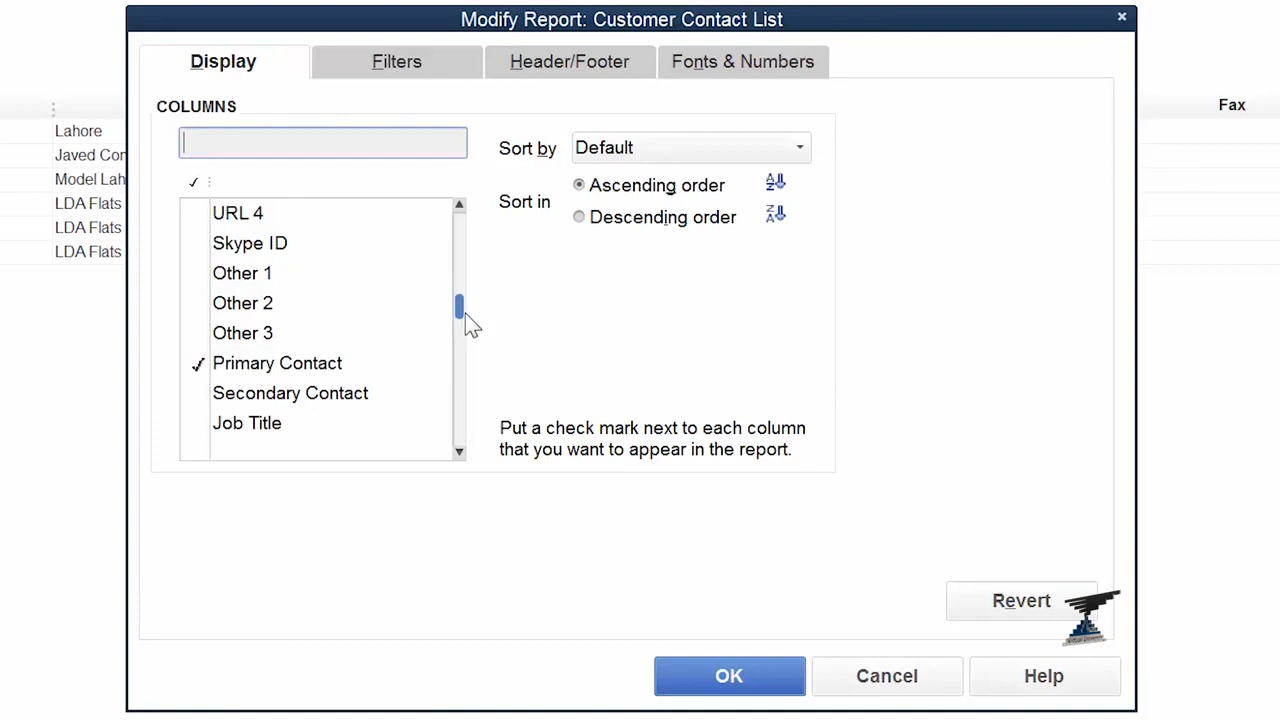 Modify Report: Customer Contact List
Display
Filters
Header/Footer
Fonts & Numbers
COLUMNS
Sort by
Default
Sort in
Ascending order
Descending order
URL 4
Skype ID
Other 1
Other 2
Other 3
Primary Contact
Secondary Contact
Job Title
Put a check mark next to each column
that you want to appear in the report.
Revert
OK
Cancel
Help
Fax
Lahore
Javed Con
Model Lah
LDA Flats
LDA Flats
LDA Flats